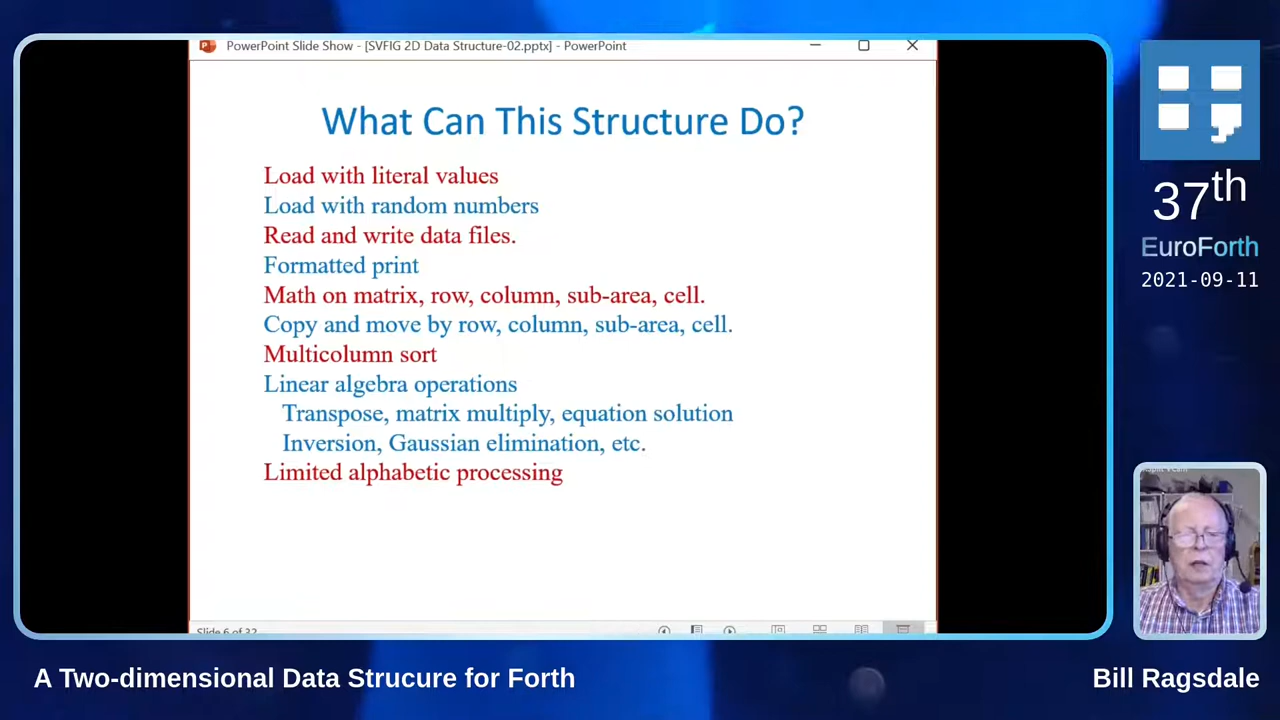 PowerPoint Slide Show - [SVFIG 2D Data Structure-02.pptx] - PowerPoint
What Can This Structure Do?
Load with literal values
Load with random numbers
Read and write data files.
Formatted print
Math on matrix, row, column, sub-area, cell.
Copy and move by row, column, sub-area, cell.
Multicolumn sort
Linear algebra operations
Transpose, matrix multiply, equation solution
Inversion, Gaussian elimination, etc.
Limited alphabetic processing
Slide 6 of 32
37th
EuroForth
2021-09-11
A Two-dimensional Data Strucure for Forth
Bill Ragsdale